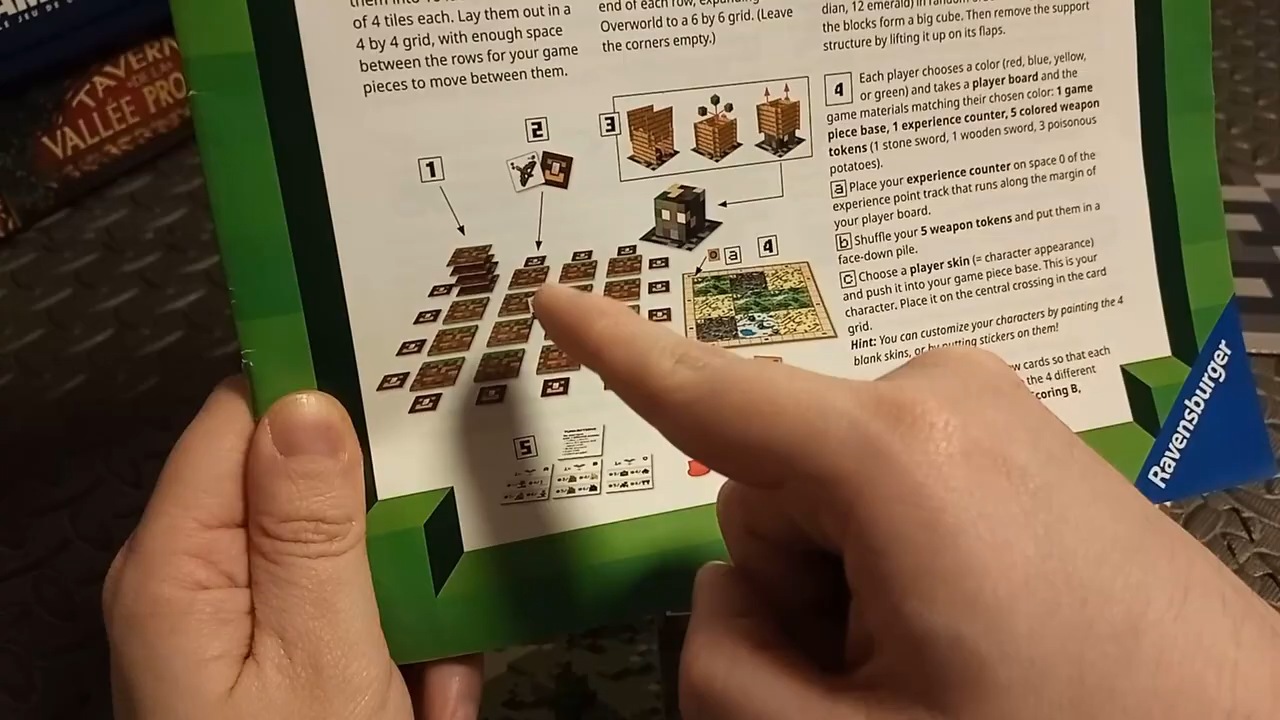 JEU DE
TAVERN
DE LA
VALLÉE PRO
of 4 tiles each. Lay them out in a
4 by 4 grid, with enough space
between the rows for your game
pieces to move between them.
end of each row,
Overworld to a 6 by 6 grid. (Leave
the corners empty.)
dian, 12 emerald) in
the blocks form a big cube. Then remove the support
structure by lifting it up on its flaps.
4 Each player chooses a color (red, blue, yellow,
or green) and takes a player board and the
game materials matching their chosen color: 1 game
piece base, 1 experience counter, 5 colored weapon
tokens (1 stone sword, 1 wooden sword, 3 poisonous
potatoes).
a Place your experience counter on space 0 of the
experience point track that runs along the margin of
your player board.
b Shuffle your 5 weapon tokens and put them in a
face-down pile.
c Choose a player skin (= character appearance)
and push it into your game piece base. This is your
character. Place it on the central crossing in the card
grid.
Hint: You can customize your characters by painting the 4
blank skins, or by putting stickers on them!
cards so that each
the 4 different
scoring B,
1
2
3
a 4
5
Ravensburger